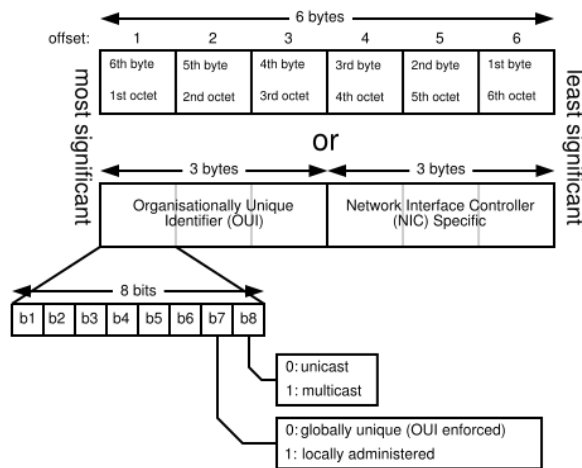 6 bytes
offset: 1 2 3 4 5 6
6th byte 5th byte 4th byte 3rd byte 2nd byte 1st byte
1st octet 2nd octet 3rd octet 4th octet 5th octet 6th octet
most significant
least significant
or
3 bytes 3 bytes
Organisationally Unique
Identifier (OUI)
Network Interface Controller
(NIC) Specific
8 bits
b1 b2 b3 b4 b5 b6 b7 b8
0: unicast
1: multicast
0: globally unique (OUI enforced)
1: locally administered